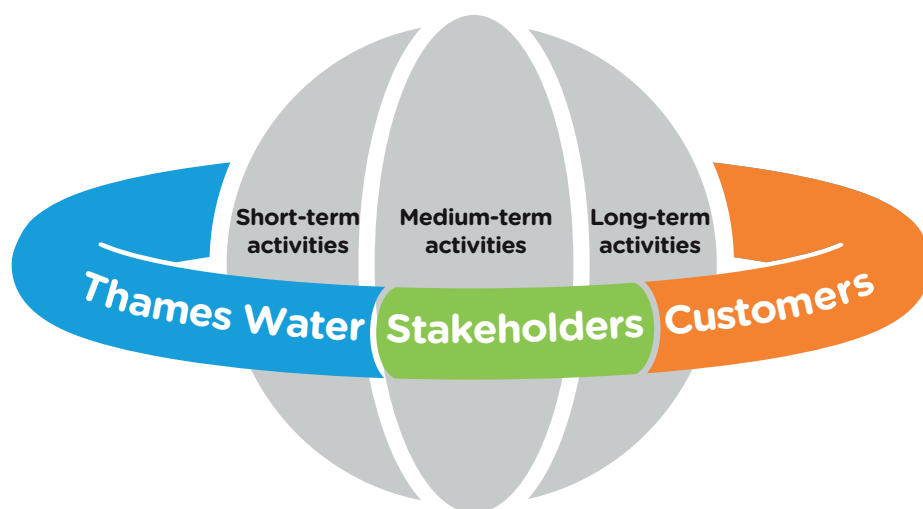 Short-term
activities
Medium-term
activities
Long-term
activities
Thames Water
Stakeholders
Customers